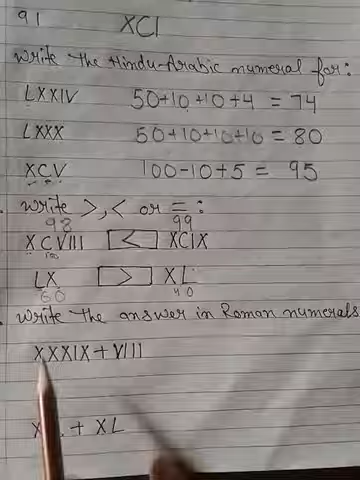 91 XCI
Write the Hindu-Arabic numeral for:
LXXIV 50+10+10+4 = 74
LXXX 50+10+10+10 = 80
XCV 100-10+5 = 95
Write >,< or = :
98 99
XCVIII < XCIX
100
LX > XL
60 40
Write the answer in Roman numerals
XXXIX + VIII
+ XL